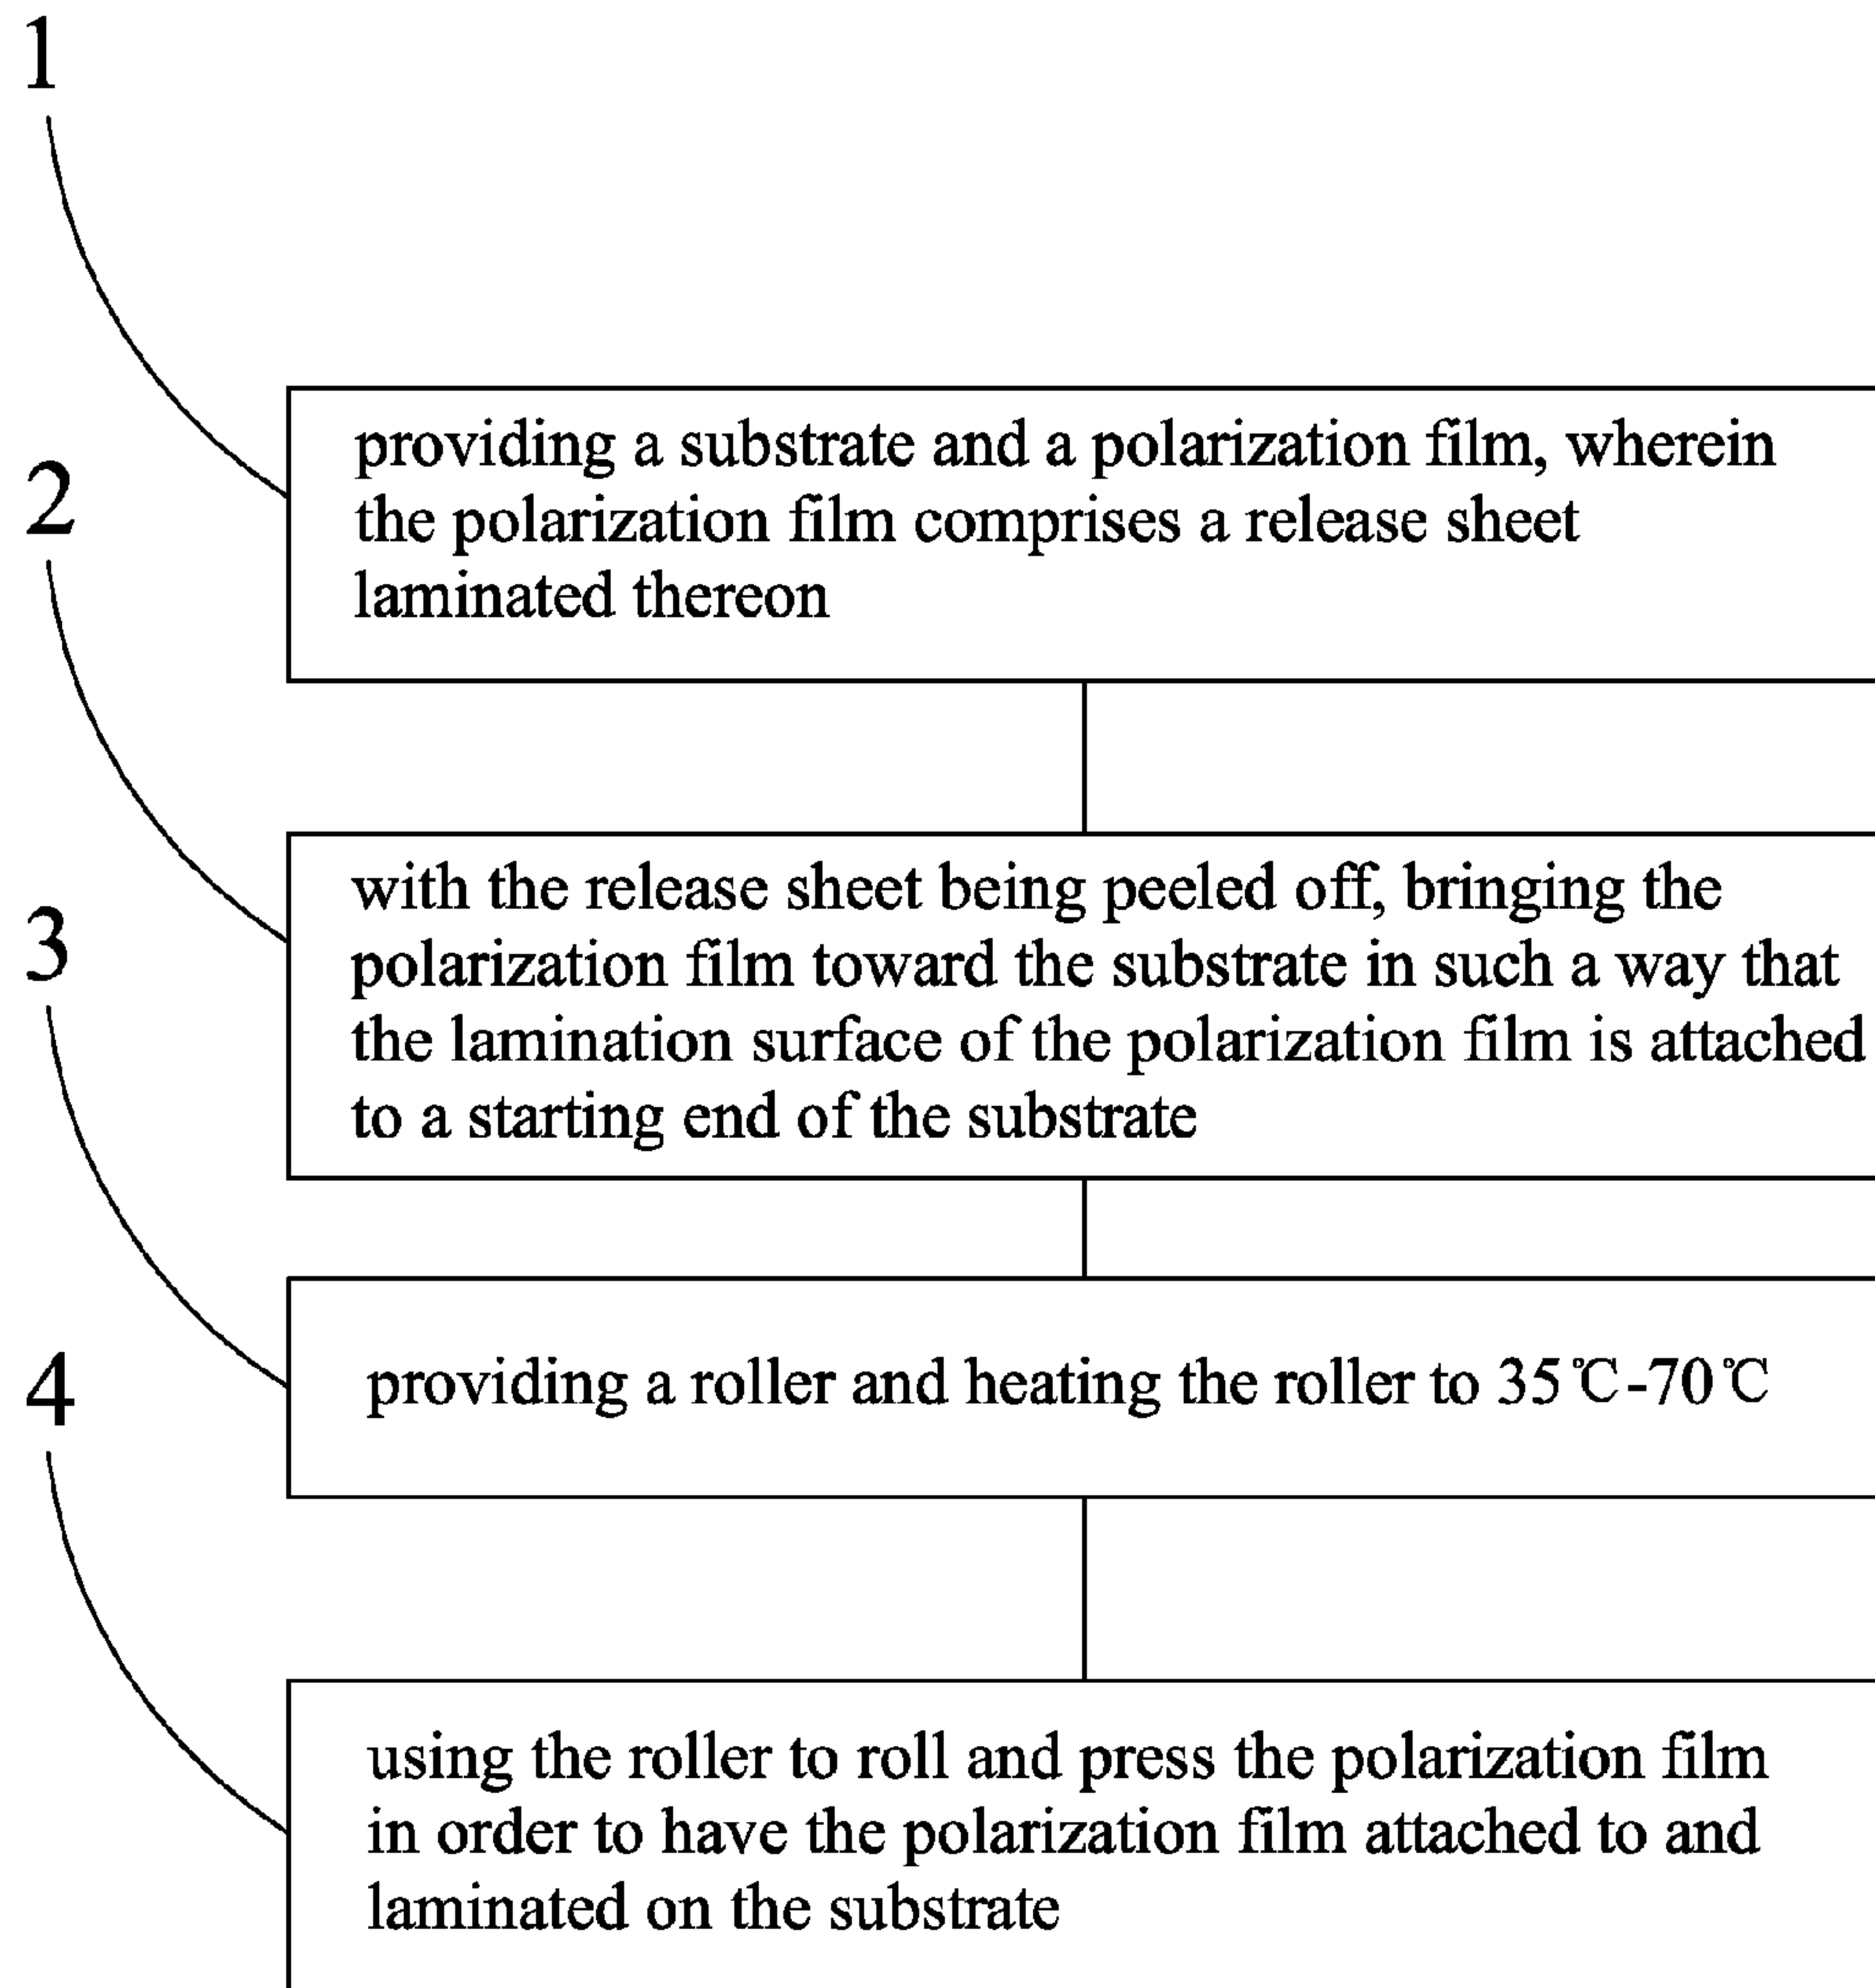 1
providing a substrate and a polarization film, wherein
the polarization film comprises a release sheet
laminated thereon
2
with the release sheet being peeled off, bringing the
polarization film toward the substrate in such a way that
the lamination surface of the polarization film is attached
to a starting end of the substrate
3
providing a roller and heating the roller to 35℃-70℃
4
using the roller to roll and press the polarization film
in order to have the polarization film attached to and
laminated on the substrate